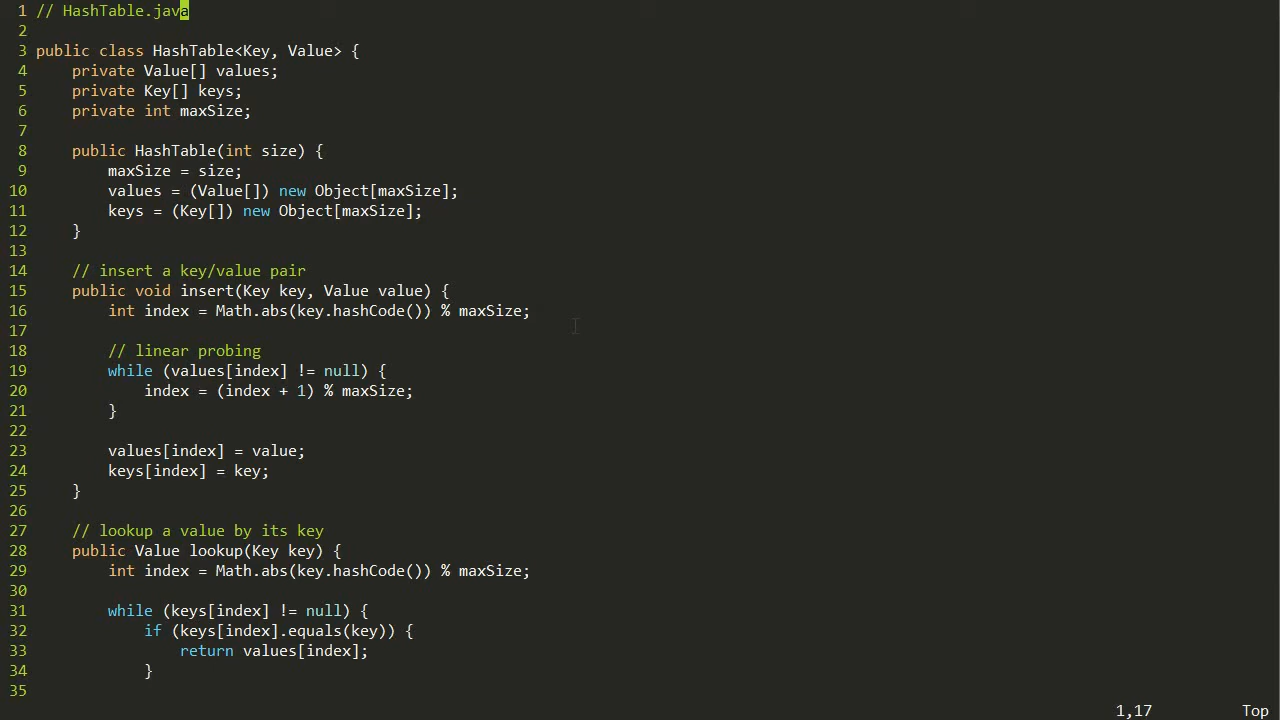 1 // HashTable.java
2
3 public class HashTable<Key, Value> {
4     private Value[] values;
5     private Key[] keys;
6     private int maxSize;
7
8     public HashTable(int size) {
9         maxSize = size;
10         values = (Value[]) new Object[maxSize];
11         keys = (Key[]) new Object[maxSize];
12     }
13
14     // insert a key/value pair
15     public void insert(Key key, Value value) {
16         int index = Math.abs(key.hashCode()) % maxSize;
17
18         // linear probing
19         while (values[index] != null) {
20             index = (index + 1) % maxSize;
21         }
22
23         values[index] = value;
24         keys[index] = key;
25     }
26
27     // lookup a value by its key
28     public Value lookup(Key key) {
29         int index = Math.abs(key.hashCode()) % maxSize;
30
31         while (keys[index] != null) {
32             if (keys[index].equals(key)) {
33                 return values[index];
34             }
35
1,17 Top